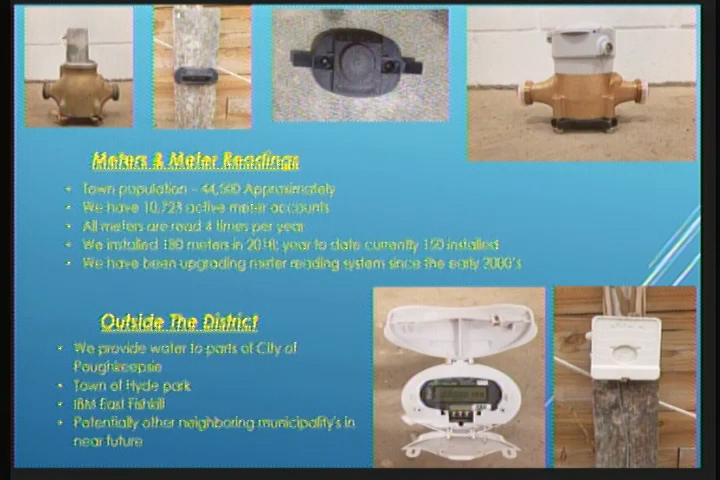 Meters & Meter Readings
Town population – 44,500 Approximately
We have 10,723 active meter accounts
All meters are read 4 times per year
We installed 180 meters in 2018; year to date currently 150 installed
We have been upgrading meter reading system since the early 2000's
Outside The District
We provide water to parts of City of
Poughkeepsie
Town of Hyde park
IBM East Fishkill
Potentially other neighboring municipality's in
near future